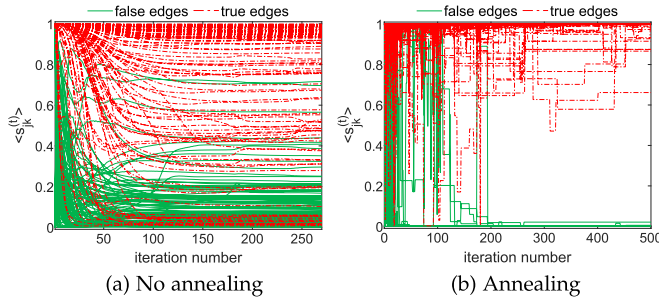 false edges true edges
false edges true edges
<s_jk^(t)>
1
0.8
0.6
0.4
0.2
0
50 100 150 200 250
iteration number
<s_jk^(t)>
1
0.8
0.6
0.4
0.2
0
0 100 200 300 400 500
iteration number
(a) No annealing
(b) Annealing